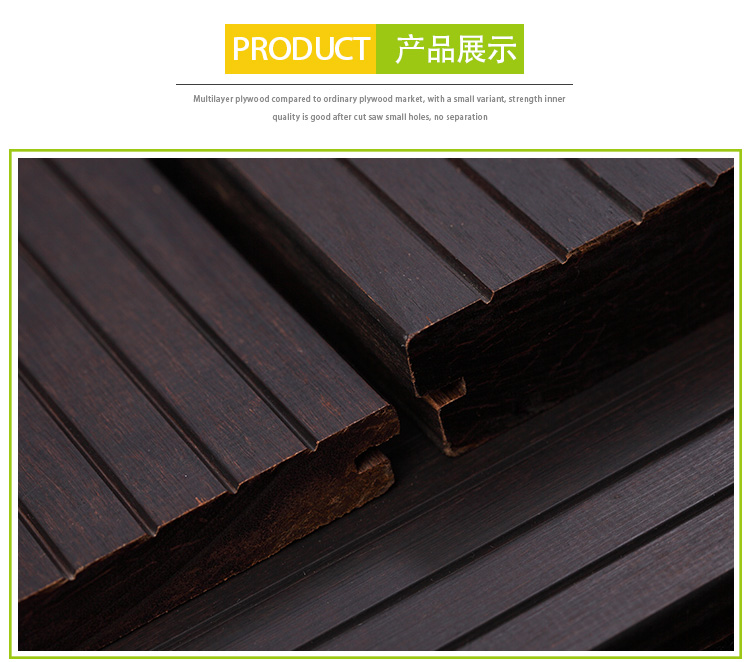 PRODUCT 产品展示
Multilayer plywood compared to ordinary plywood market, with a small variant, strength inner
quality is good after cut saw small holes, no separation